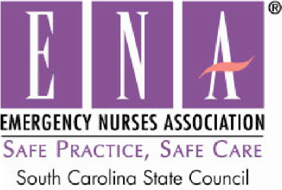 ENA®
EMERGENCY NURSES ASSOCIATION
SAFE PRACTICE, SAFE CARE
South Carolina State Council